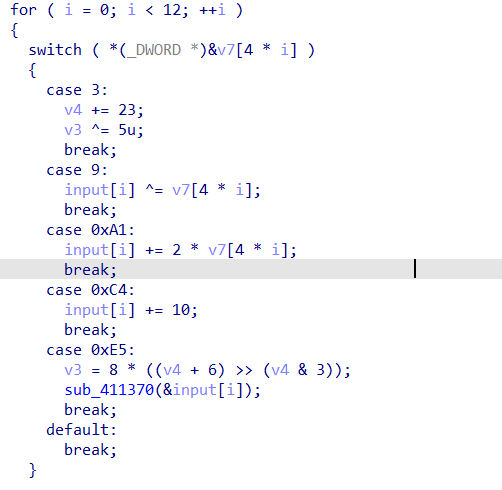 for ( i = 0; i < 12; ++i )
{
switch ( *(_DWORD *)&v7[4 * i] )
{
case 3:
v4 += 23;
v3 ^= 5u;
break;
case 9:
input[i] ^= v7[4 * i];
break;
case 0xA1:
input[i] += 2 * v7[4 * i];
break;
case 0xC4:
input[i] += 10;
break;
case 0xE5:
v3 = 8 * ((v4 + 6) >> (v4 & 3));
sub_411370(&input[i]);
break;
default:
break;
}